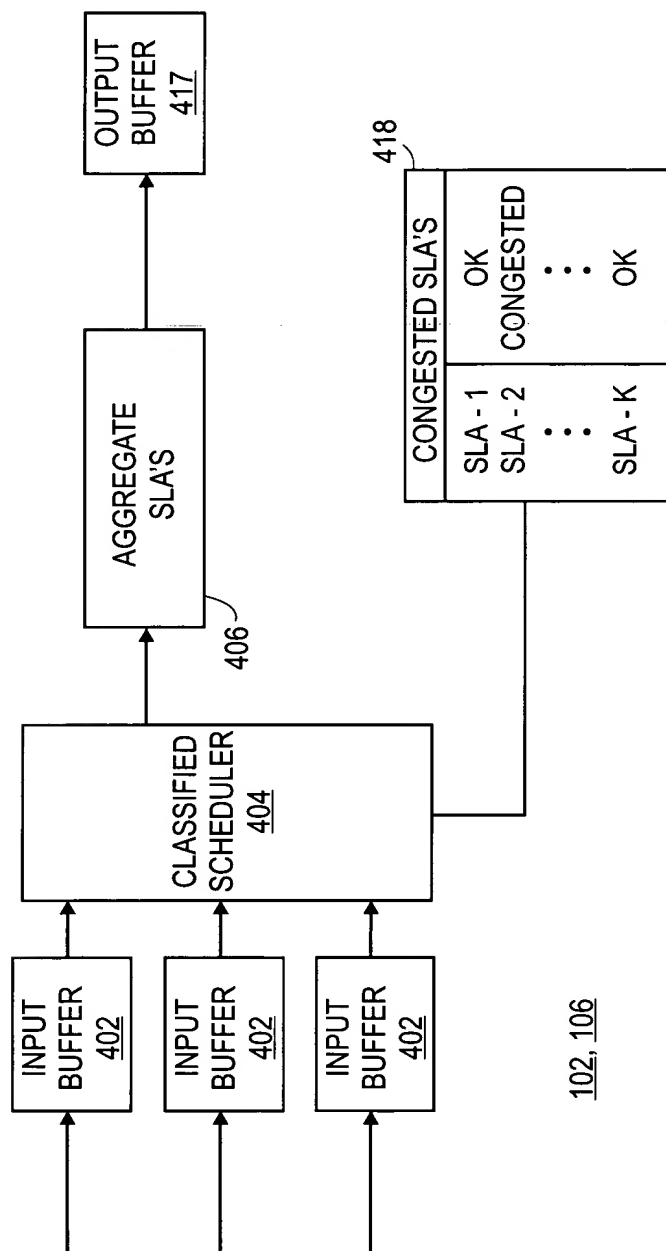 INPUT
BUFFER
402
INPUT
BUFFER
402
INPUT
BUFFER
402
CLASSIFIED
SCHEDULER
404
AGGREGATE
SLA'S
406
OUTPUT
BUFFER
417
418
CONGESTED SLA'S
SLA - 1 OK
SLA - 2 CONGESTED
SLA - K OK
102, 106